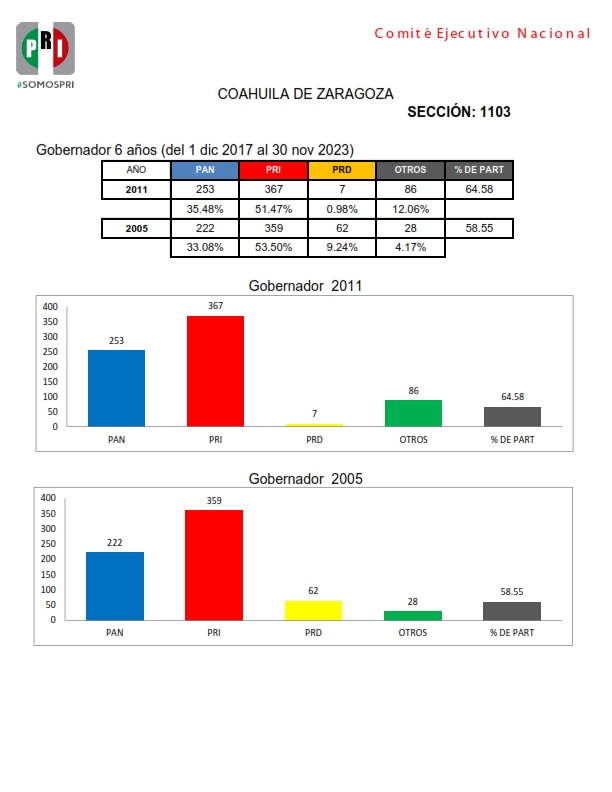 Comité Ejecutivo Nacional
PRI
#SOMOSPRI
COAHUILA DE ZARAGOZA
SECCIÓN: 1103
Gobernador 6 años (del 1 dic 2017 al 30 nov 2023)
AÑO PAN PRI PRD OTROS % DE PART
2011 253 367 7 86 64.58
35.48% 51.47% 0.98% 12.06%
2005 222 359 62 28 58.55
33.08% 53.50% 9.24% 4.17%
Gobernador 2011
400
350
300
250
200
150
100
50
0
253
367
7
86
64.58
PAN PRI PRD OTROS % DE PART
Gobernador 2005
400
350
300
250
200
150
100
50
0
222
359
62
28
58.55
PAN PRI PRD OTROS % DE PART